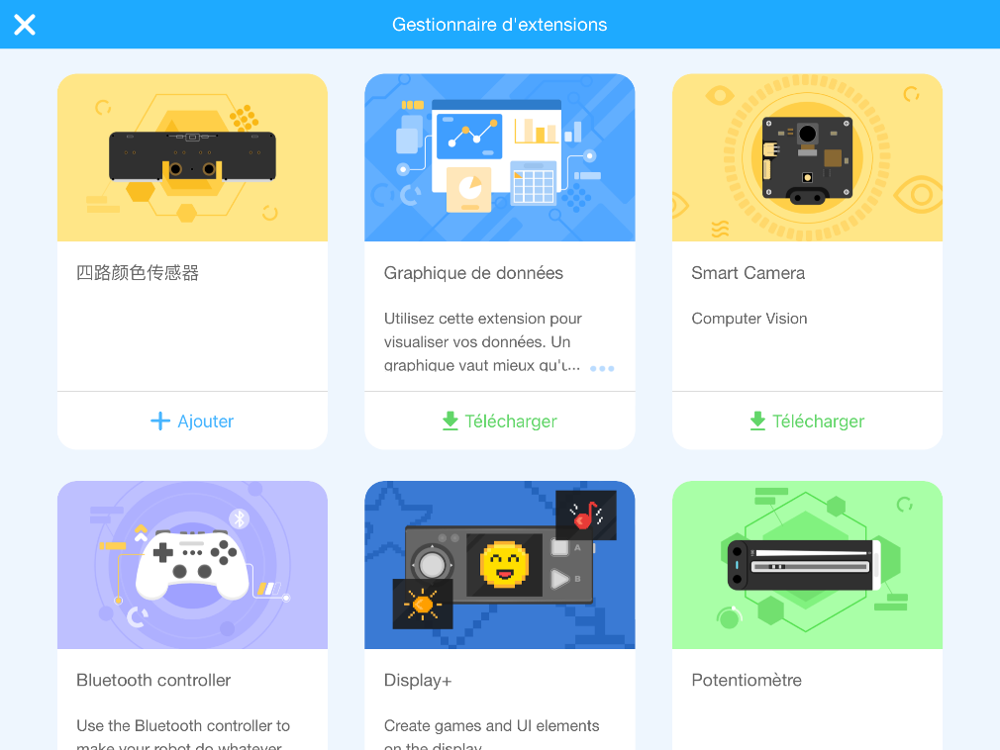 Gestionnaire d'extensions
四路颜色传感器
Graphique de données
Smart Camera
Utilisez cette extension pour
visualiser vos données. Un
graphique vaut mieux qu'u...
Computer Vision
Ajouter
Télécharger
Télécharger
A
B
Bluetooth controller
Display+
Potentiomètre
Use the Bluetooth controller to
make your robot do whatever
Create games and UI elements
on the display